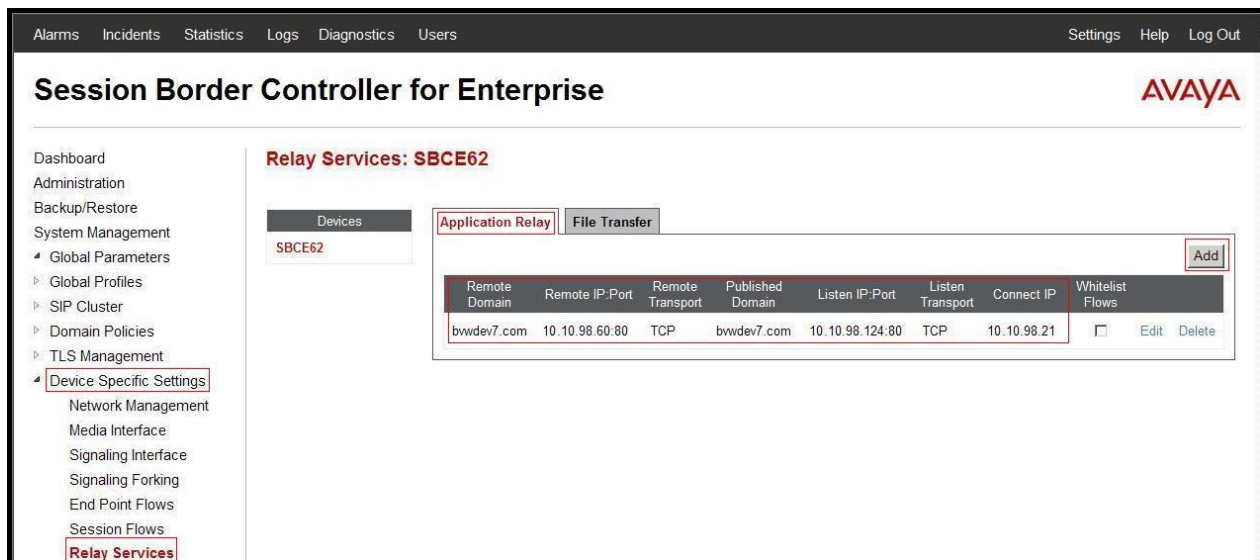 Alarms Incidents Statistics Logs Diagnostics Users Settings Help Log Out
Session Border Controller for Enterprise
AVAYA
Dashboard
Administration
Backup/Restore
System Management
Global Parameters
Global Profiles
SIP Cluster
Domain Policies
TLS Management
Device Specific Settings
Network Management
Media Interface
Signaling Interface
Signaling Forking
End Point Flows
Session Flows
Relay Services
Relay Services: SBCE62
Devices
SBCE62
Application Relay File Transfer
Add
Remote Domain Remote IP:Port Remote Transport Published Domain Listen IP:Port Listen Transport Connect IP Whitelist Flows
bvwdev7.com 10.10.98.60:80 TCP bvwdev7.com 10.10.98.124:80 TCP 10.10.98.21 Edit Delete